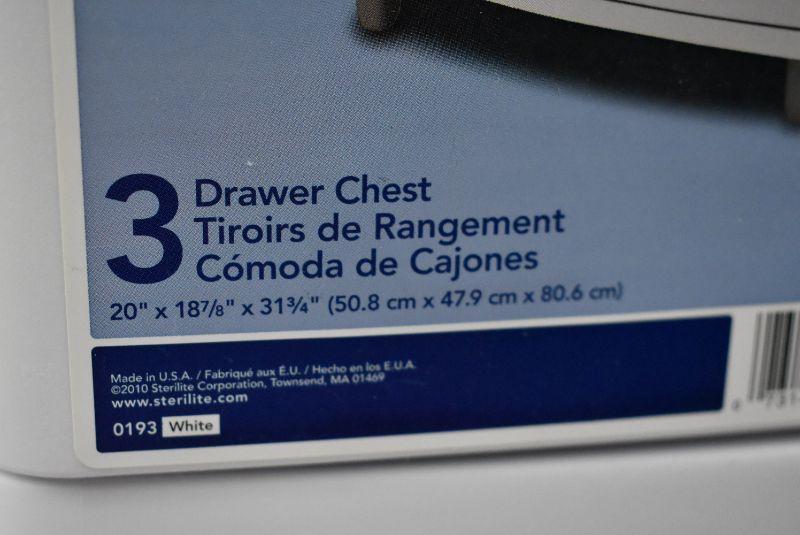 3 Drawer Chest
Tiroirs de Rangement
Cómoda de Cajones
20" x 18⅞" x 31¾" (50.8 cm x 47.9 cm x 80.6 cm)
Made in U.S.A. / Fabriqué aux É.U. / Hecho en los E.U.A.
©2010 Sterilite Corporation, Townsend, MA 01469
www.sterilite.com
0193 White